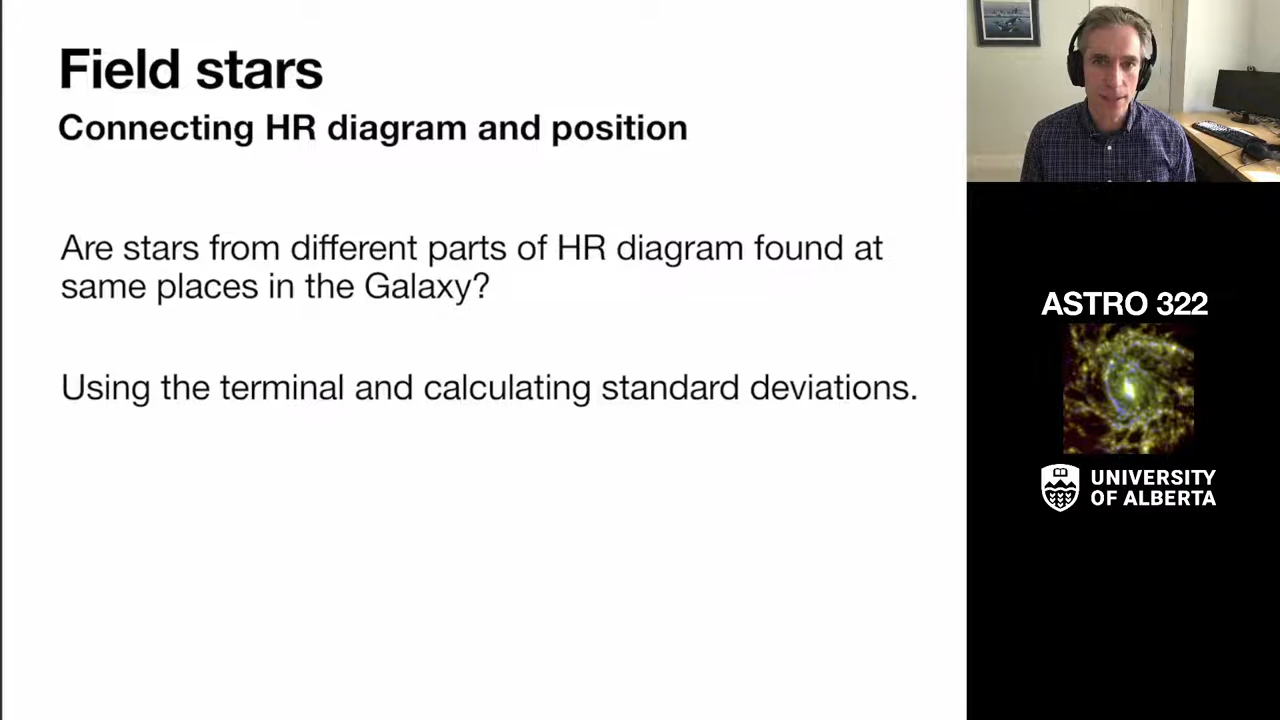 Field stars
Connecting HR diagram and position
Are stars from different parts of HR diagram found at
same places in the Galaxy?
Using the terminal and calculating standard deviations.
ASTRO 322
UNIVERSITY
OF ALBERTA